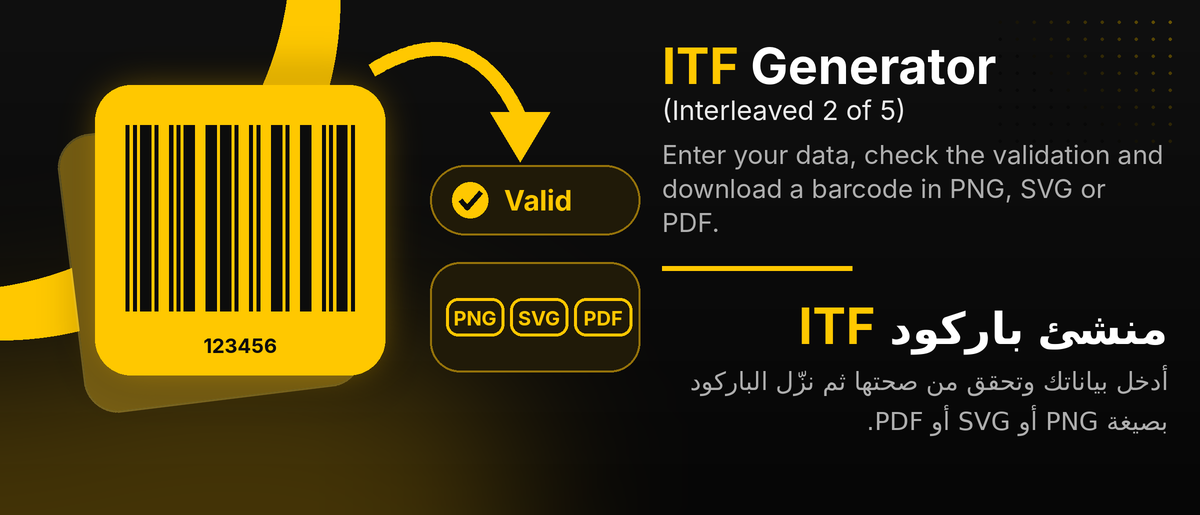 123456
Valid
PNG SVG PDF
ITF Generator
(Interleaved 2 of 5)
Enter your data, check the validation and
download a barcode in PNG, SVG or
PDF.
منشئ باركود ITF
أدخل بياناتك وتحقق من صحتها ثم نزّل الباركود
بصيغة PNG أو SVG أو PDF.